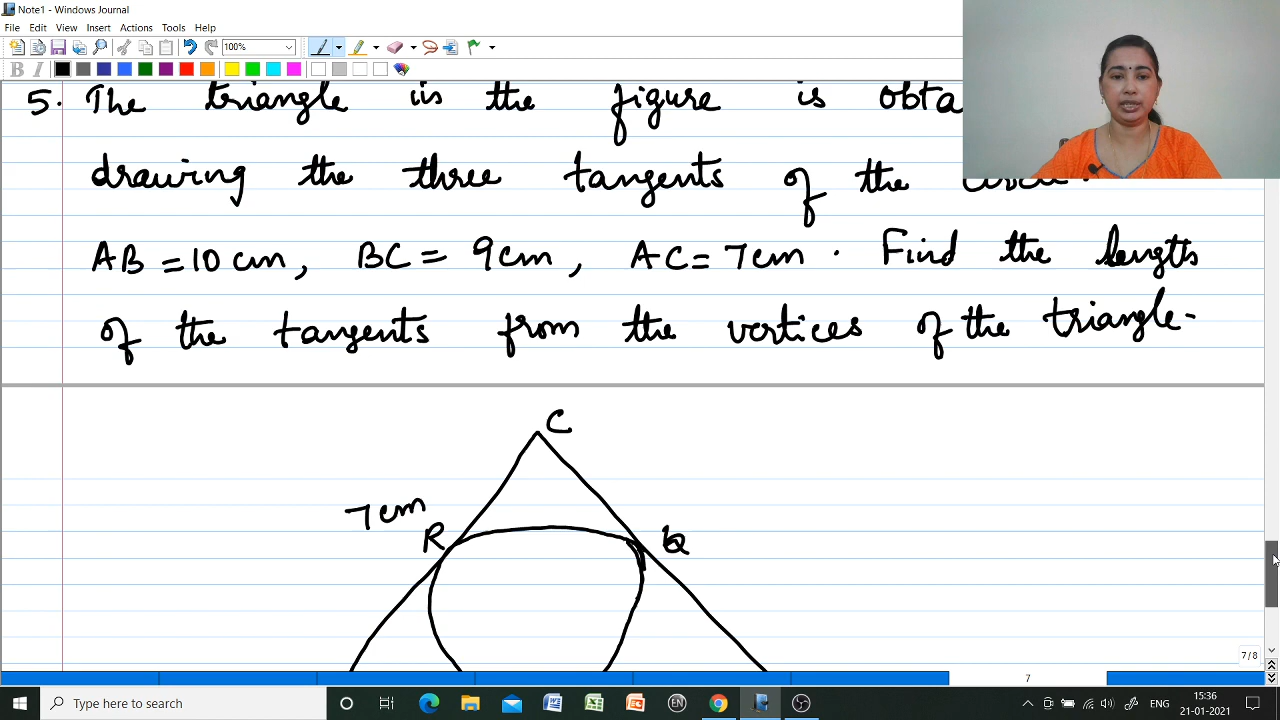 Note1 - Windows Journal
File Edit View Insert Actions Tools Help
100%
B I
5. The triangle in the figure is obta
drawing the three tangents of the
AB = 10 cm, BC = 9cm, AC = 7cm. Find the length
of the tangents from the vertices of the triangle.
C
7cm
R Q
7/8
7
Type here to search
ENG
15:36
21-01-2021